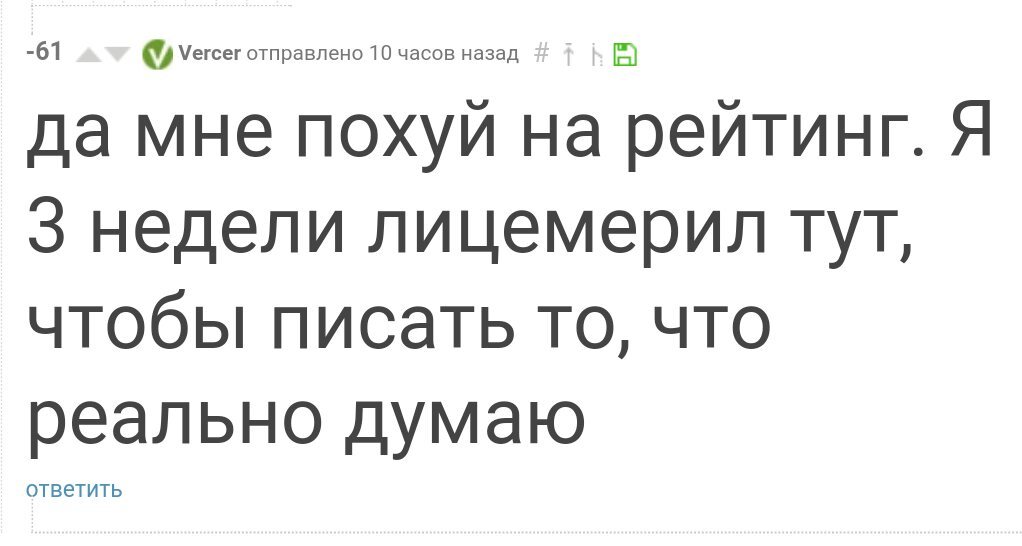 -61 Vercer отправлено 10 часов назад #
да мне похуй на рейтинг. Я
3 недели лицемерил тут,
чтобы писать то, что
реально думаю
ответить